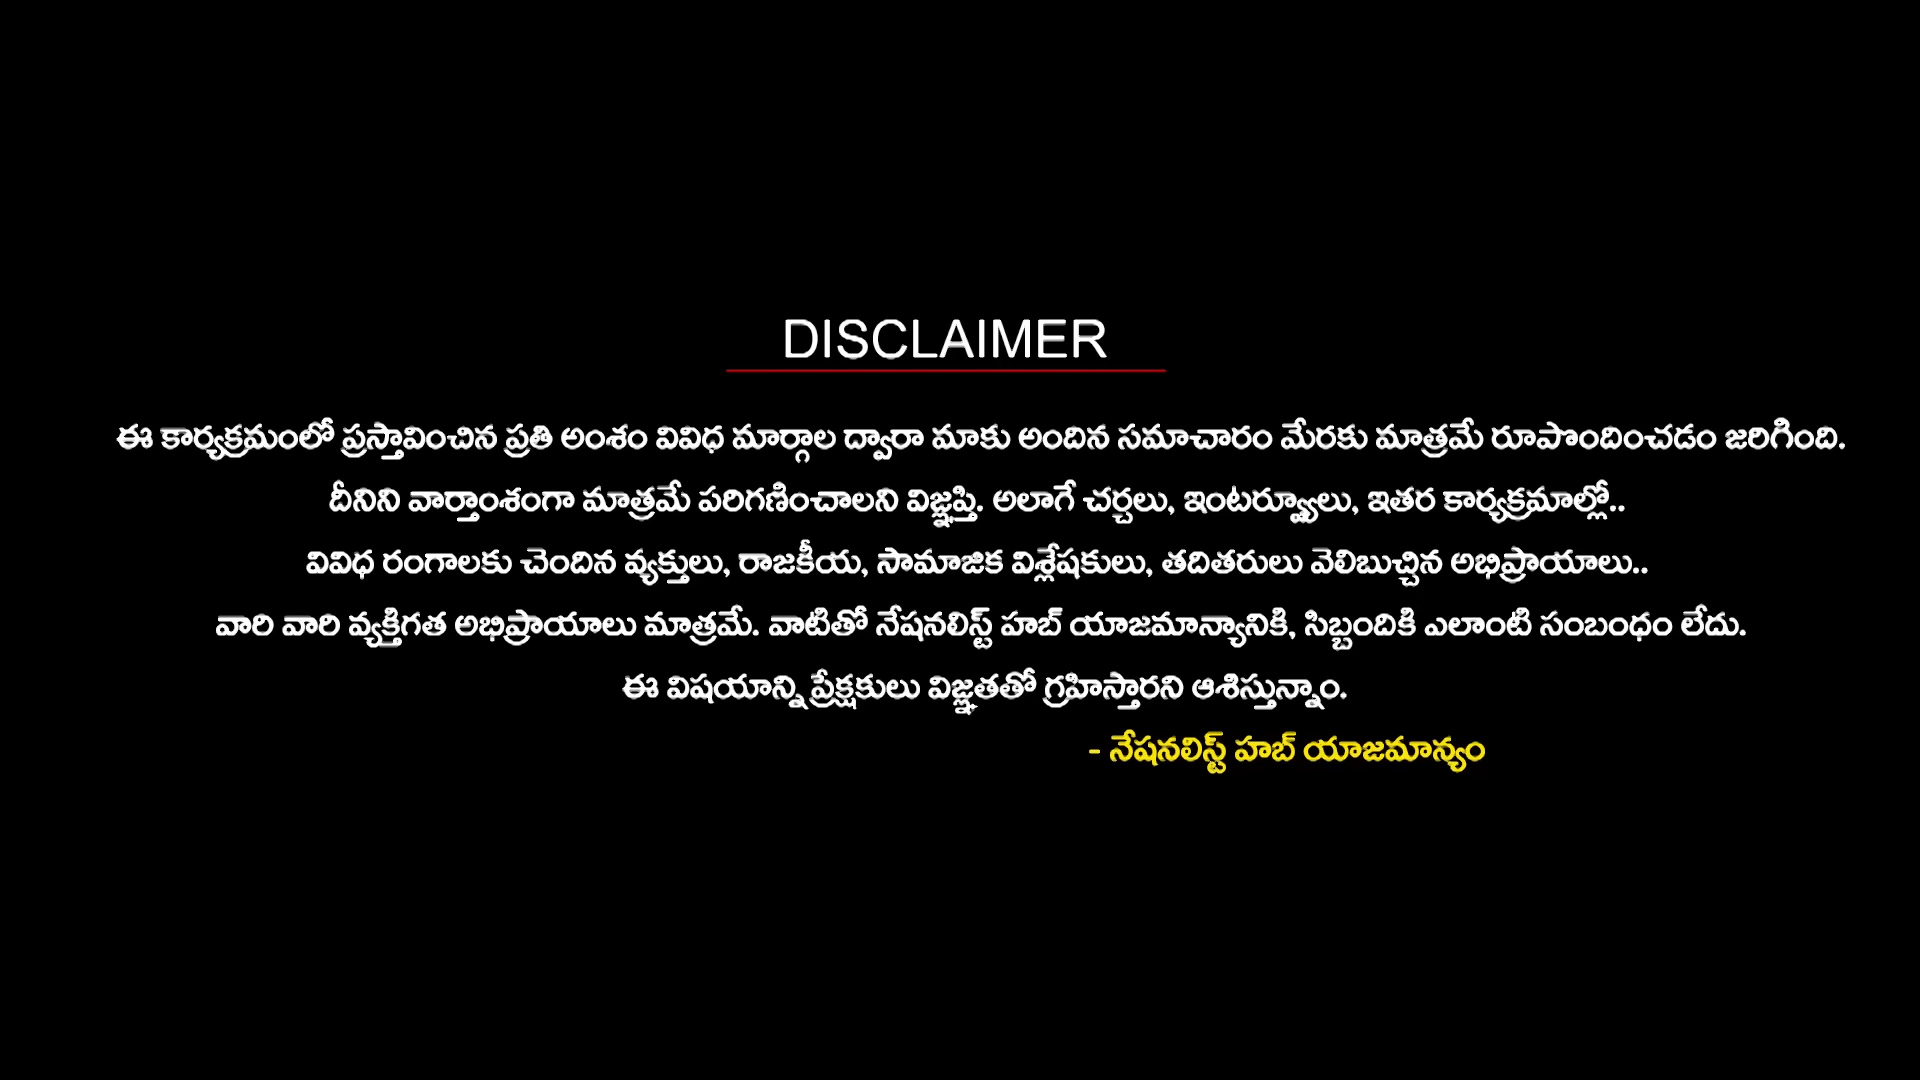 DISCLAIMER
ఈ కార్యక్రమంలో ప్రస్తావించిన ప్రతి అంశం వివిధ మార్గాల ద్వారా మాకు అందిన సమాచారం మేరకు మాత్రమే రూపొందించడం జరిగింది.
దీనిని వార్తాంశంగా మాత్రమే పరిగణించాలని విజ్ఞప్తి. అలాగే చర్చలు, ఇంటర్వ్యూలు, ఇతర కార్యక్రమాల్లో..
వివిధ రంగాలకు చెందిన వ్యక్తులు, రాజకీయ, సామాజిక విశ్లేషకులు, తదితరులు వెలిబుచ్చిన అభిప్రాయాలు..
వారి వారి వ్యక్తిగత అభిప్రాయాలు మాత్రమే. వాటితో నేషనలిస్ట్ హబ్ యాజమాన్యానికి, సిబ్బందికి ఎలాంటి సంబంధం లేదు.
ఈ విషయాన్ని ప్రేక్షకులు విజ్ఞతతో గ్రహిస్తారని ఆశిస్తున్నాం.
- నేషనలిస్ట్ హబ్ యాజమాన్యం